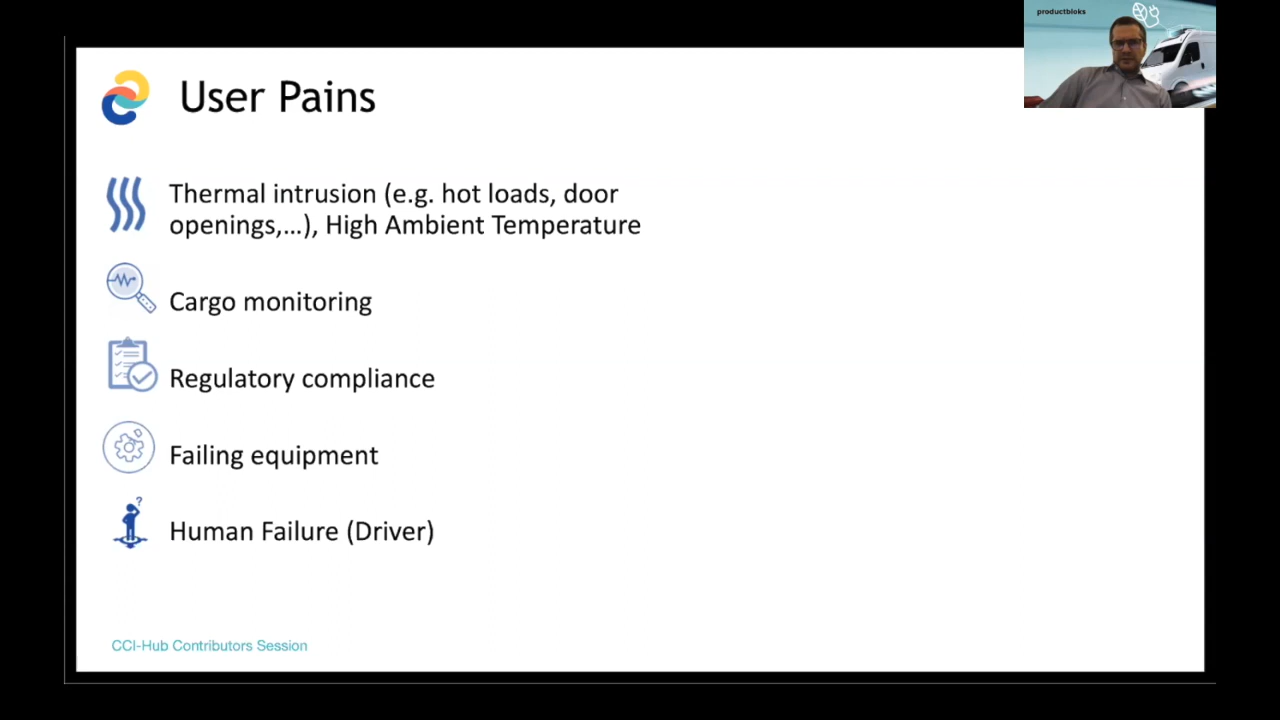 productbloks
User Pains
Thermal intrusion (e.g. hot loads, door
openings,...), High Ambient Temperature
Cargo monitoring
Regulatory compliance
Failing equipment
?
Human Failure (Driver)
CCI-Hub Contributors Session